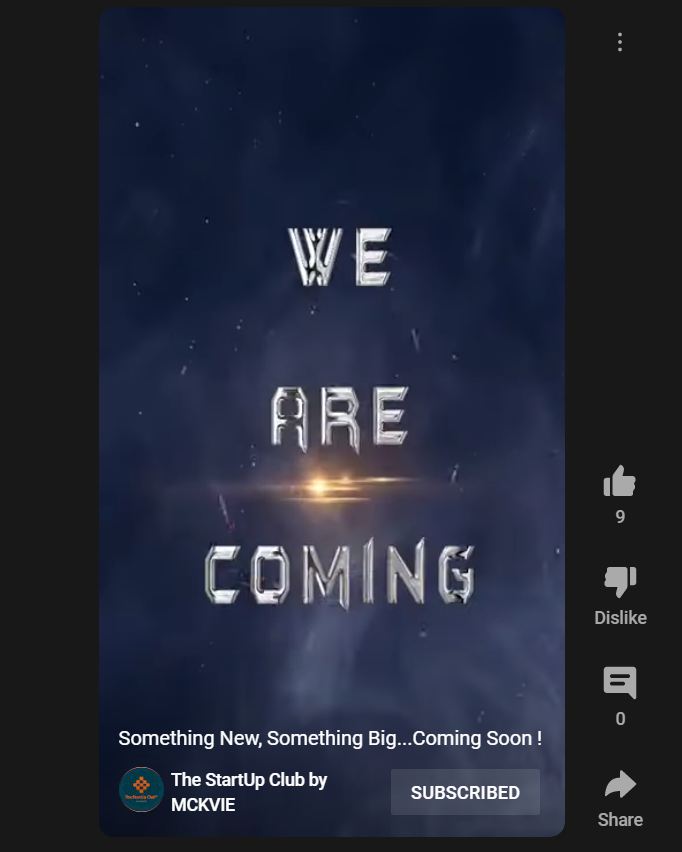 WE
ARE
COMING
9
Dislike
0
Something New, Something Big...Coming Soon !
The StartUp Club by
MCKVIE
SUBSCRIBED
Share